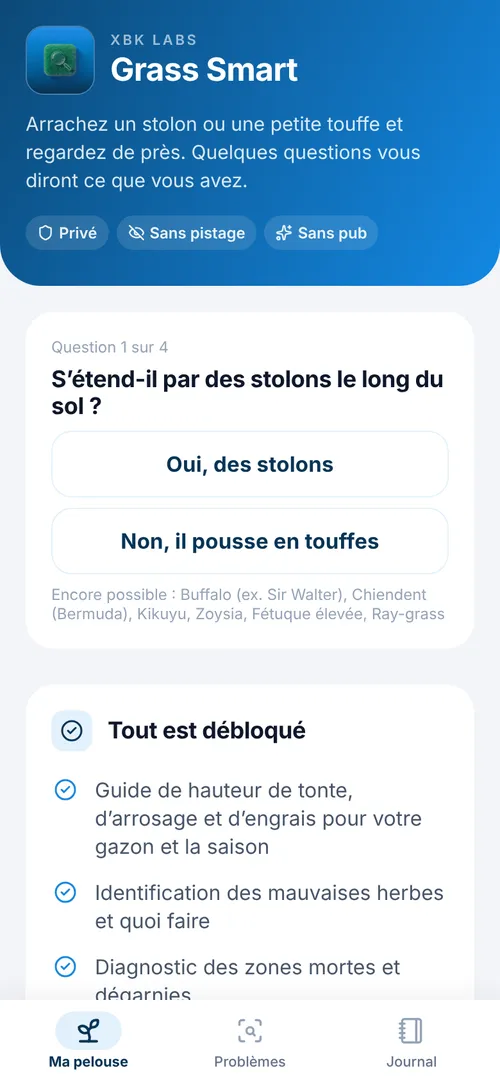 XBK LABS
Grass Smart
Arrachez un stolon ou une petite touffe et
regardez de près. Quelques questions vous
diront ce que vous avez.
Privé
Sans pistage
Sans pub
Question 1 sur 4
S’étend-il par des stolons le long du
sol ?
Oui, des stolons
Non, il pousse en touffes
Encore possible : Buffalo (ex. Sir Walter), Chiendent
(Bermuda), Kikuyu, Zoysia, Fétuque élevée, Ray-grass
Tout est débloqué
Guide de hauteur de tonte,
d’arrosage et d’engrais pour votre
gazon et la saison
Identification des mauvaises herbes
et quoi faire
Diagnostic des zones mortes et
dégarnies
Ma pelouse
Problèmes
Journal